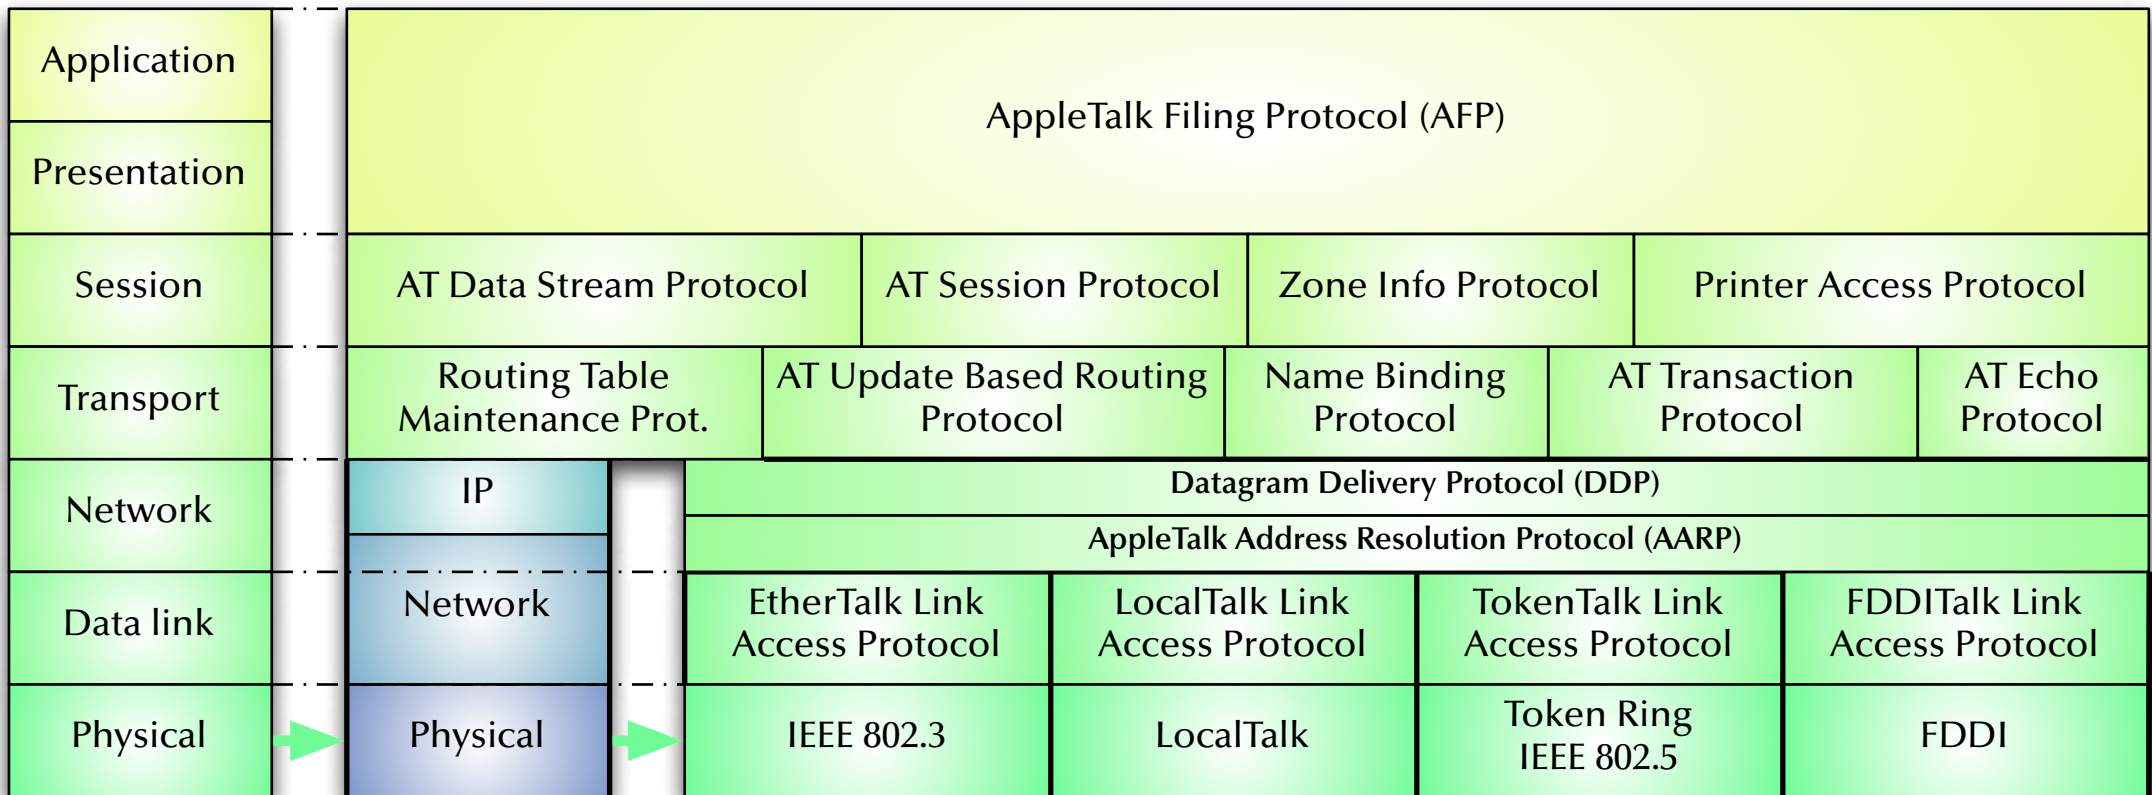 Application
AppleTalk Filing Protocol (AFP)
Presentation
Session
AT Data Stream Protocol
AT Session Protocol
Zone Info Protocol
Printer Access Protocol
Transport
Routing Table
Maintenance Prot.
AT Update Based Routing
Protocol
Name Binding
Protocol
AT Transaction
Protocol
AT Echo
Protocol
Network
IP
Datagram Delivery Protocol (DDP)
AppleTalk Address Resolution Protocol (AARP)
Data link
Network
EtherTalk Link
Access Protocol
LocalTalk Link
Access Protocol
TokenTalk Link
Access Protocol
FDDITalk Link
Access Protocol
Physical
Physical
IEEE 802.3
LocalTalk
Token Ring
IEEE 802.5
FDDI